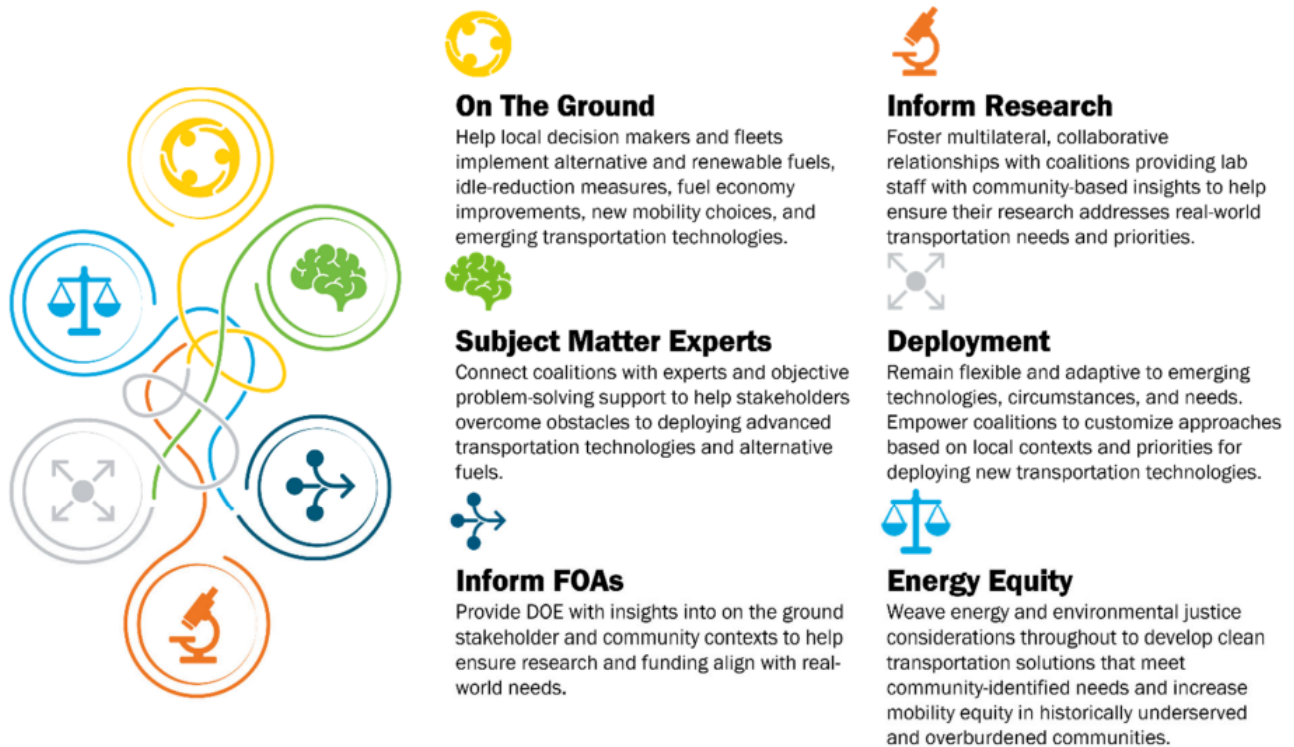 On The Ground
Help local decision makers and fleets
implement alternative and renewable fuels,
idle-reduction measures, fuel economy
improvements, new mobility choices, and
emerging transportation technologies.
Subject Matter Experts
Connect coalitions with experts and objective
problem-solving support to help stakeholders
overcome obstacles to deploying advanced
transportation technologies and alternative
fuels.
Inform FOAs
Provide DOE with insights into on the ground
stakeholder and community contexts to help
ensure research and funding align with real-
world needs.
Inform Research
Foster multilateral, collaborative
relationships with coalitions providing lab
staff with community-based insights to help
ensure their research addresses real-world
transportation needs and priorities.
Deployment
Remain flexible and adaptive to emerging
technologies, circumstances, and needs.
Empower coalitions to customize approaches
based on local contexts and priorities for
deploying new transportation technologies.
Energy Equity
Weave energy and environmental justice
considerations throughout to develop clean
transportation solutions that meet
community-identified needs and increase
mobility equity in historically underserved
and overburdened communities.